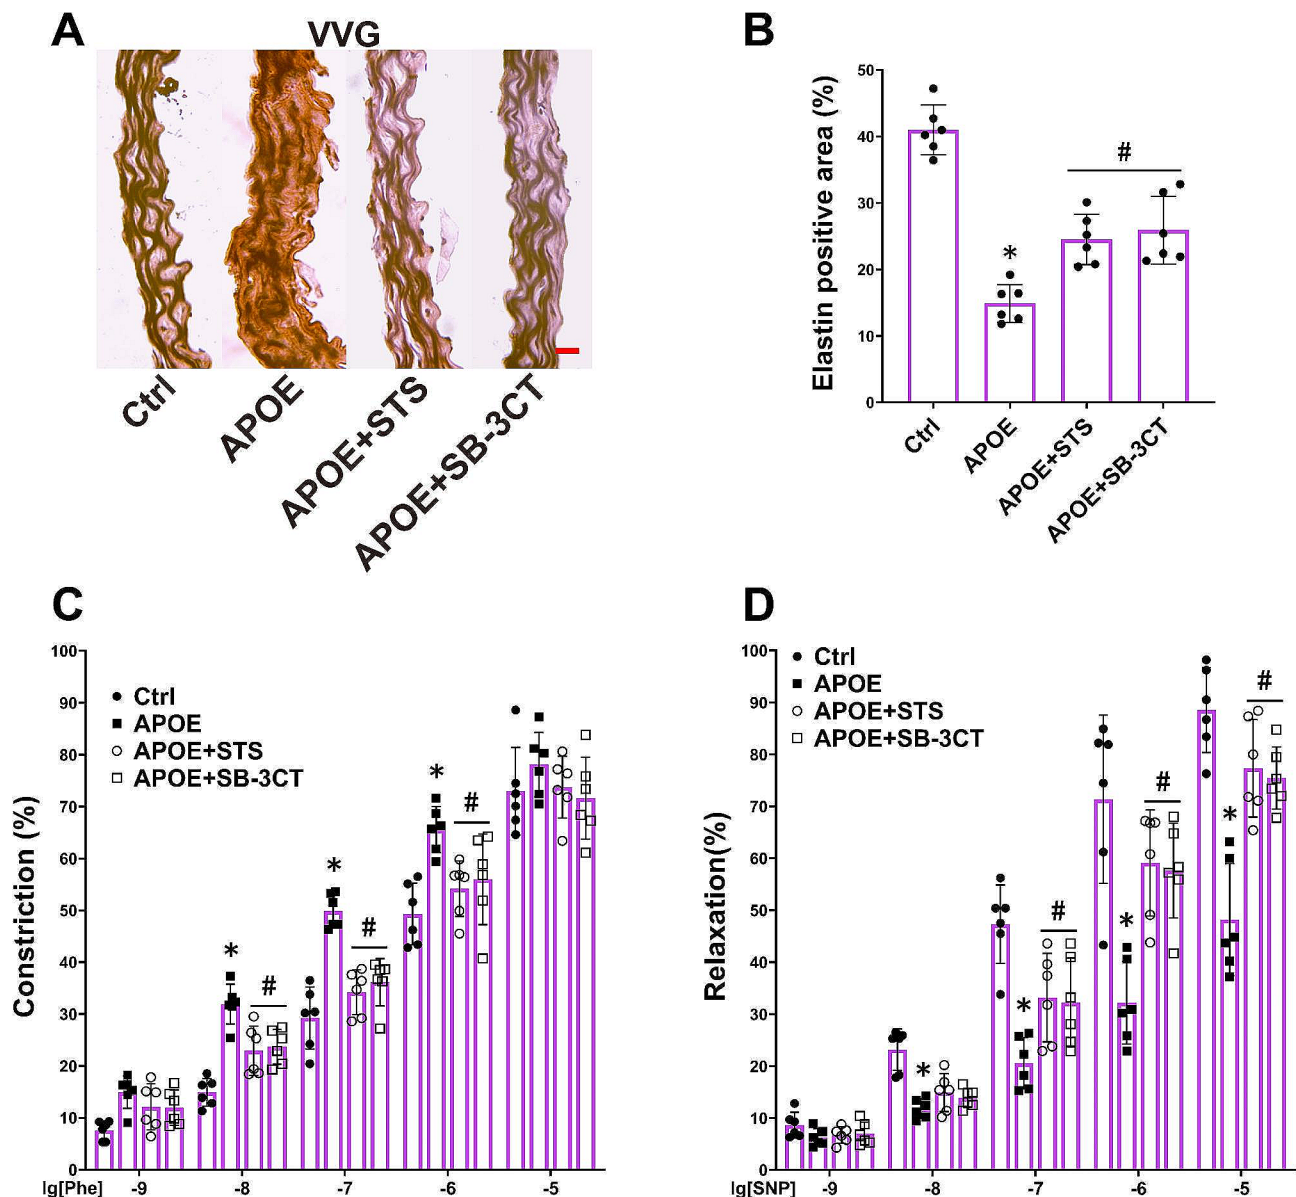 A
VVG
Ctrl
APOE
APOE+STS
APOE+SB-3CT
B
Elastin positive area (%)
50
40
30
20
10
0
*
#
Ctrl
APOE
APOE+STS
APOE+SB-3CT
C
Constriction (%)
100
90
80
70
60
50
40
30
20
10
0
Ctrl
APOE
APOE+STS
APOE+SB-3CT
* # * # * #
lg[Phe] -9 -8 -7 -6 -5
D
Relaxation(%)
100
90
80
70
60
50
40
30
20
10
0
Ctrl
APOE
APOE+STS
APOE+SB-3CT
* * # * # * #
lg[SNP] -9 -8 -7 -6 -5